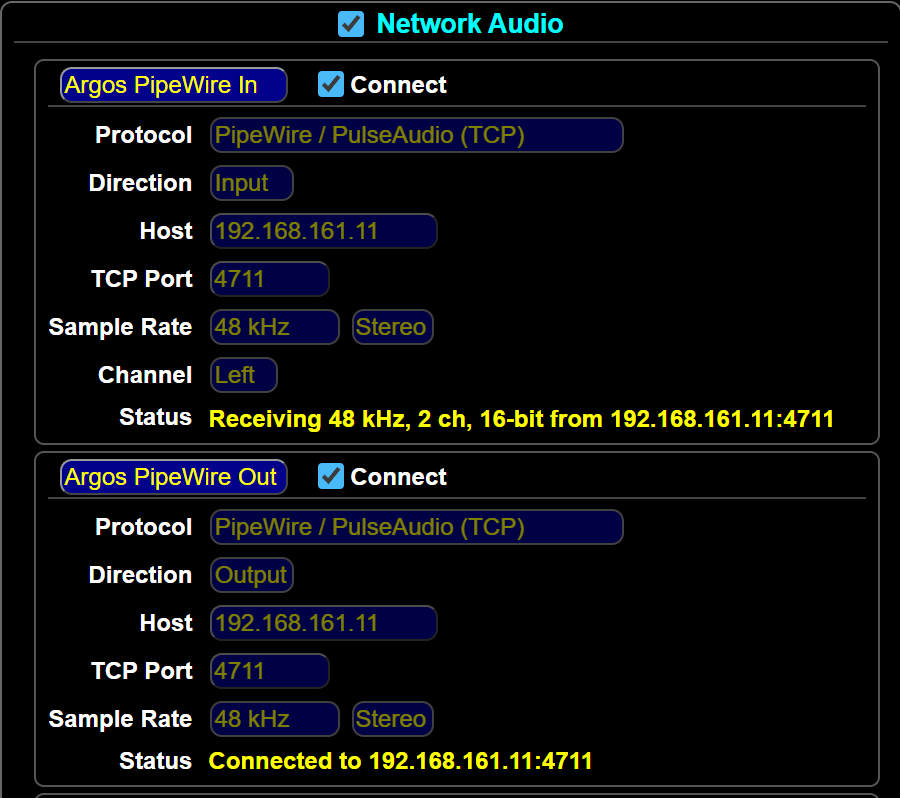 Network Audio
Argos PipeWire In Connect
Protocol PipeWire / PulseAudio (TCP)
Direction Input
Host 192.168.161.11
TCP Port 4711
Sample Rate 48 kHz Stereo
Channel Left
Status Receiving 48 kHz, 2 ch, 16-bit from 192.168.161.11:4711
Argos PipeWire Out Connect
Protocol PipeWire / PulseAudio (TCP)
Direction Output
Host 192.168.161.11
TCP Port 4711
Sample Rate 48 kHz Stereo
Status Connected to 192.168.161.11:4711